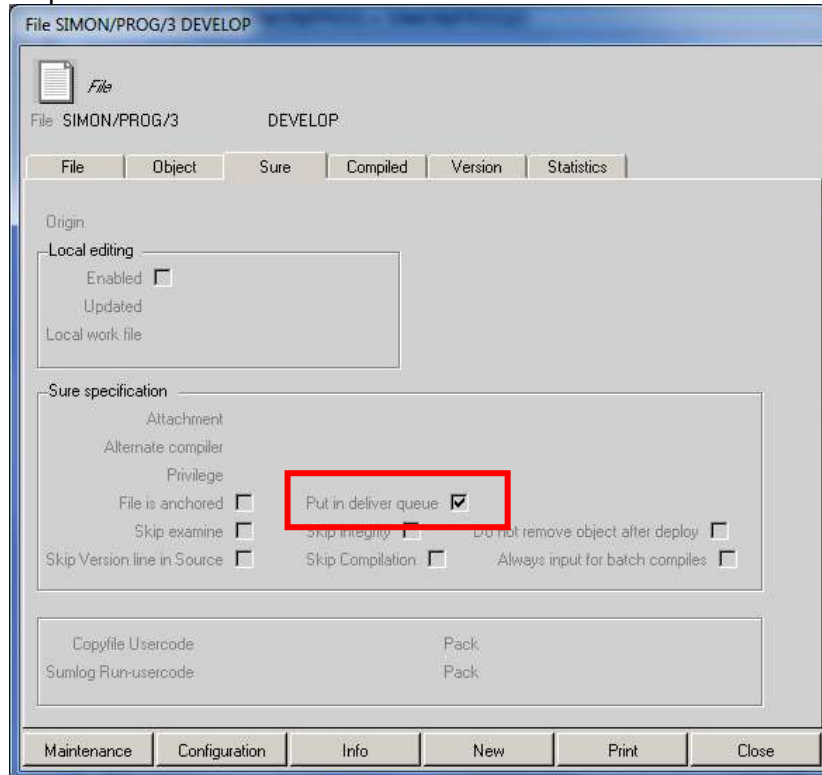 File SIMON/PROG/3 DEVELOP
File
File SIMON/PROG/3 DEVELOP
File Object Sure Compiled Version Statistics
Origin
Local editing
Enabled
Updated
Local work file
Sure specification
Attachment
Alternate compiler
Privilege
File is anchored Put in deliver queue
Skip examine Skip integrity Do not remove object after deploy
Skip Version line in Source Skip Compilation Always input for batch compiles
Copyfile Usercode Pack
Sumlog Run-usercode Pack
Maintenance Configuration Info New Print Close